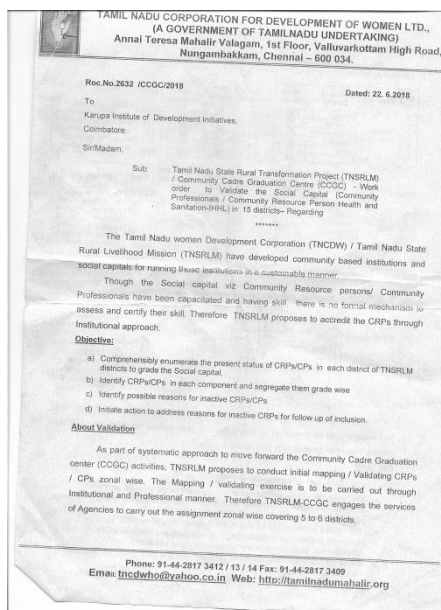 TAMIL NADU CORPORATION FOR DEVELOPMENT OF WOMEN LTD.,
(A GOVERNMENT OF TAMILNADU UNDERTAKING)
Annai Teresa Mahalir Valagam, 1st Floor, Valluvarkottam High Road,
Nungambakkam, Chennai – 600 034.
Roc.No.2632 /CCGC/2018
Dated: 22. 6.2018
To
Karupa Institute of Development Initiatives,
Coimbatore.
Sir/Madam,
Sub: Tamil Nadu State Rural Transformation Project (TNSRLM)
/ Community Cadre Graduation Centre (CCGC) - Work
order to Validate the Social Capital (Community
Professionals / Community Resource Person Health and
Sanitation-IHHL) in 15 districts– Regarding
*******
The Tamil Nadu women Development Corporation (TNCDW) / Tamil Nadu State
Rural Livelihood Mission (TNSRLM) have developed community based institutions and
social capitals for running those institutions in a sustainable manner.
Though the Social capital viz Community Resource persons/ Community
Professionals have been capacitated and having skill, there is no formal mechanism to
assess and certify their skill. Therefore TNSRLM proposes to accredit the CRPs through
Institutional approach.
Objective:
a) Comprehensibly enumerate the present status of CRPs/CPs in each district of TNSRLM
districts to grade the Social capital.
b) Identify CRPs/CPs in each component and segregate them grade wise
c) Identify possible reasons for inactive CRPs/CPs
d) Initiate action to address reasons for inactive CRPs for follow up of inclusion.
About Validation
As part of systematic approach to move forward the Community Cadre Graduation
center (CCGC) activities, TNSRLM proposes to conduct initial mapping / Validating CRPs
/ CPs zonal wise. The Mapping / validating exercise is to be carried out through
Institutional and Professional manner. Therefore TNSRLM-CCGC engages the services
of Agencies to carry out the assignment zonal wise covering 5 to 6 districts.
Phone: 91-44-2817 3412 / 13 / 14 Fax: 91-44-2817 3409
Email: tncdwho@yahoo.co.in Web: http://tamilnadumahalir.org